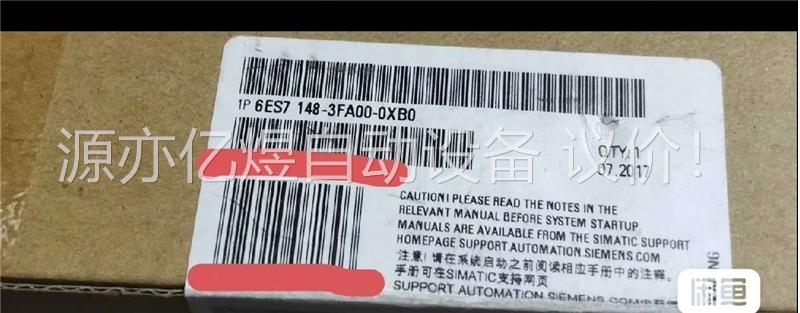 1P 6ES7 148-3FA00-0XB0
源亦亿煜自动设备 议价!
Q'TY: 1
07.2017
CAUTION! PLEASE READ THE NOTES IN THE
RELEVANT MANUAL BEFORE SYSTEM STARTUP.
MANUALS ARE AVAILABLE FROM THE SIMATIC SUPPORT
HOMEPAGE SUPPORT.AUTOMATION.SIEMENS.COM
注意! 请在系统启动之前阅读相应手册中的注释。
手册可在SIMATIC支持网页
SUPPORT.AUTOMATION.SIEMENS.COM
闲鱼